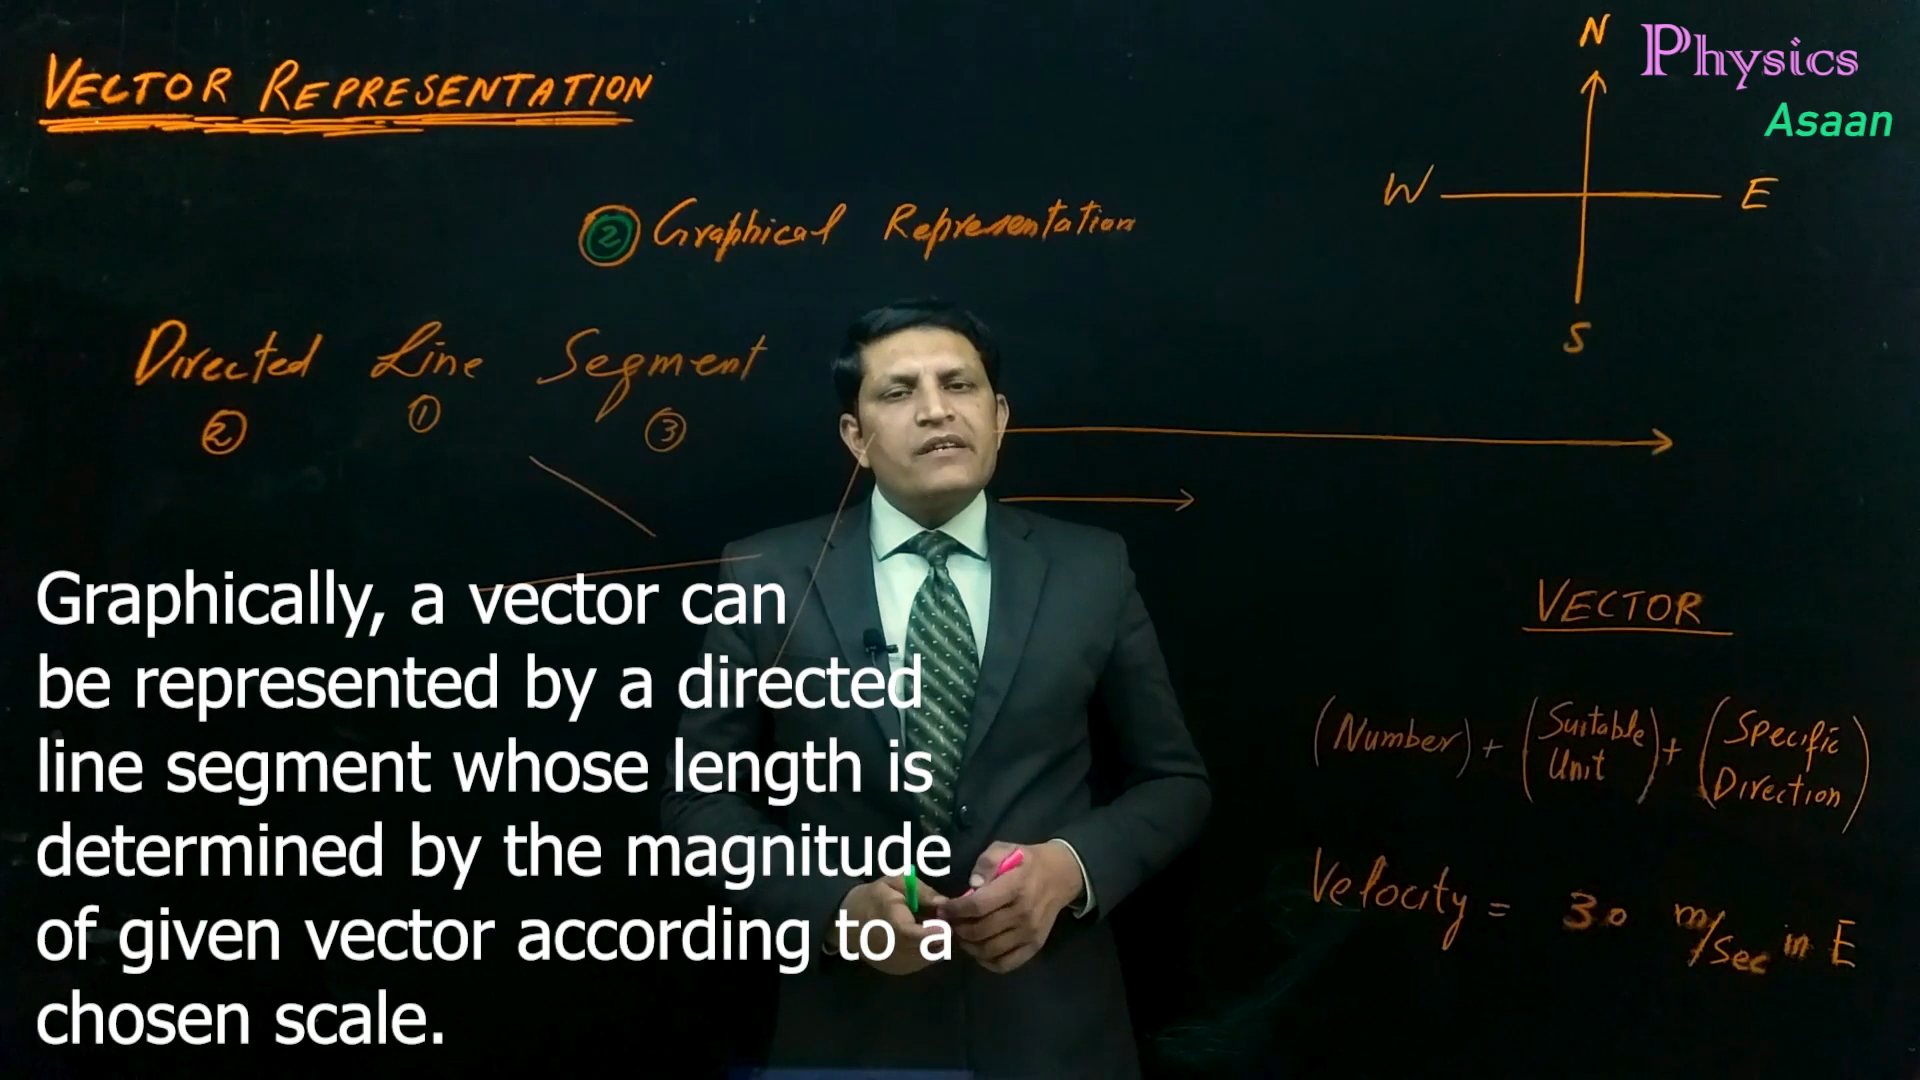 VECTOR REPRESENTATION
N
Physics
Asaan
W
E
S
2 Graphical Representation
Directed Line Segment
2 1 3
Graphically, a vector can
be represented by a directed
line segment whose length is
determined by the magnitude
of given vector according to a
chosen scale.
VECTOR
(Number) + (Suitable Unit) + (Specific Direction)
Velocity = 30 m/sec in E